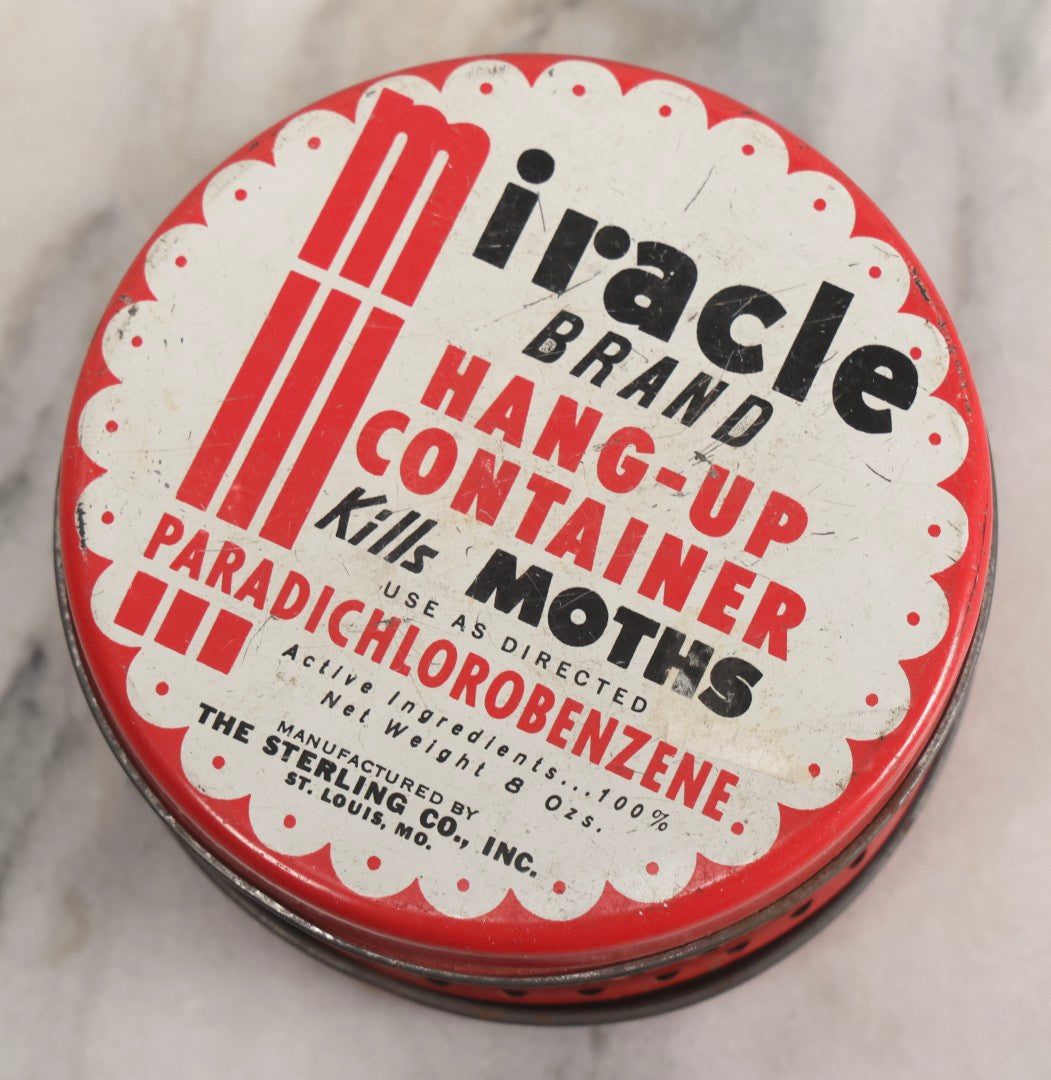 miracle
BRAND
HANG-UP
CONTAINER
Kills MOTHS
USE AS DIRECTED
PARADICHLOROBENZENE.
Active Ingredients...100%
Net Weight 8 Ozs.
MANUFACTURED BY
THE STERLING CO., INC.
ST. LOUIS, MO.